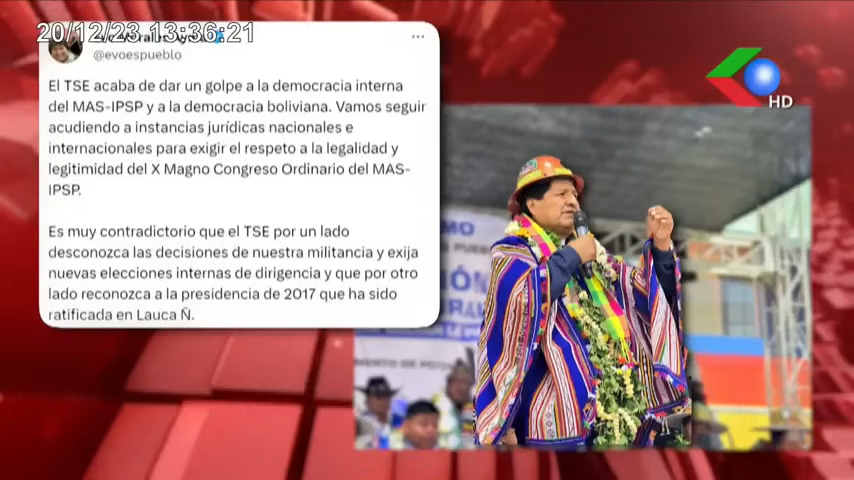 20/12/23 13:36:21
@evoespueblo
El TSE acaba de dar un golpe a la democracia interna
del MAS-IPSP y a la democracia boliviana. Vamos seguir
acudiendo a instancias jurídicas nacionales e
internacionales para exigir el respeto a la legalidad y
legitimidad del X Magno Congreso Ordinario del MAS-
IPSP.
Es muy contradictorio que el TSE por un lado
desconozca las decisiones de nuestra militancia y exija
nuevas elecciones internas de dirigencia y que por otro
lado reconozca a la presidencia de 2017 que ha sido
ratificada en Lauca Ñ.
HD